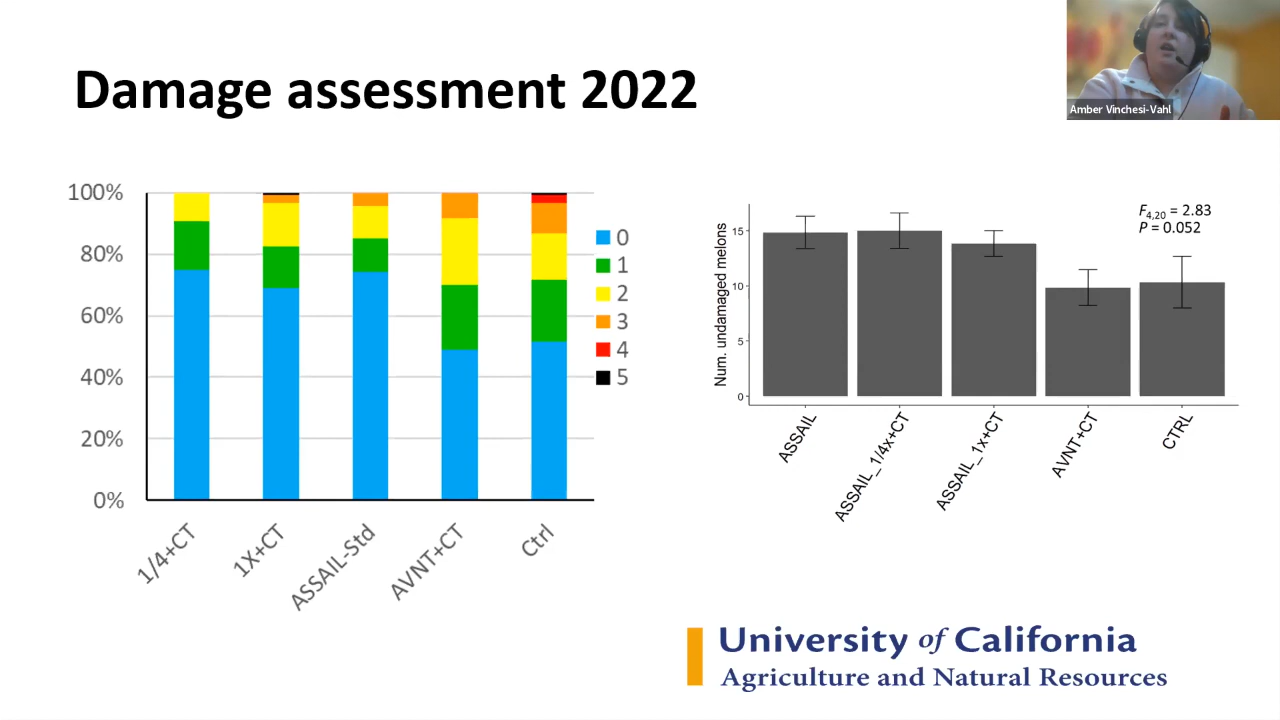 Damage assessment 2022
Amber Vinchesi-Vahl
100%
80%
60%
40%
20%
0%
1/4+CT
1X+CT
ASSAIL-Std
AVNT+CT
Ctrl
0
1
2
3
4
5
Num. undamaged melons
15
10
5
0
F4,20 = 2.83
P = 0.052
ASSAIL
ASSAIL_1/4x+CT
ASSAIL_1x+CT
AVNT+CT
CTRL
University of California
Agriculture and Natural Resources